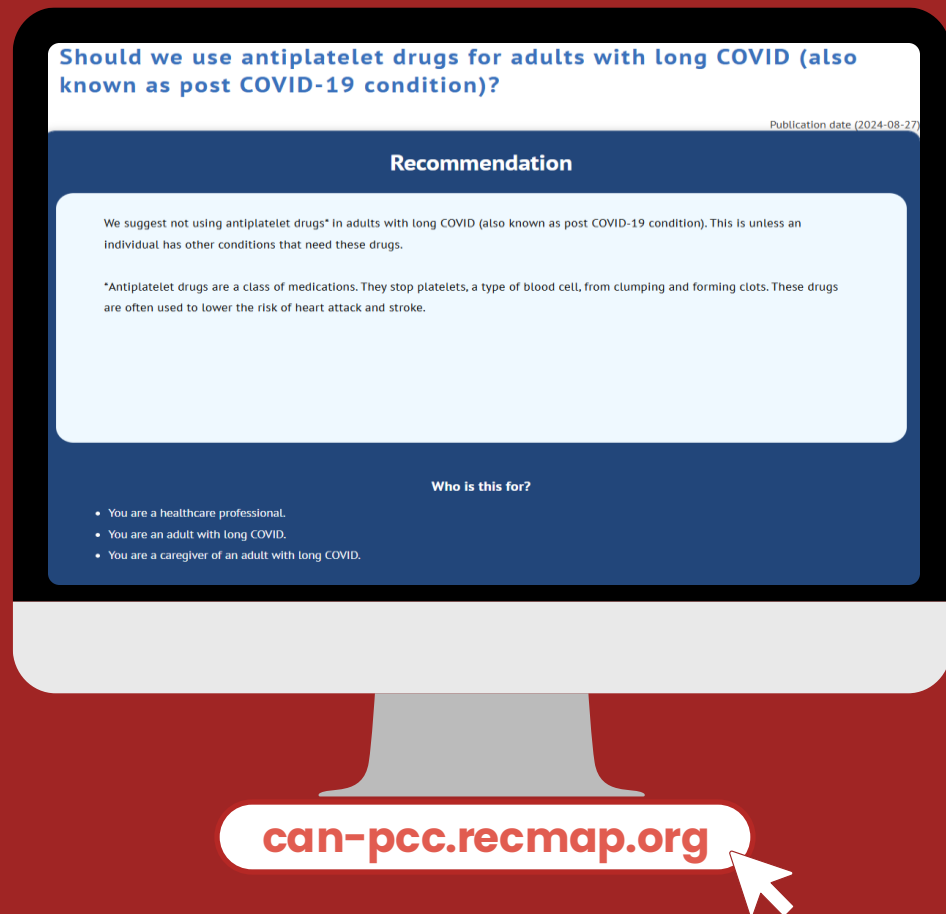 Should we use antiplatelet drugs for adults with long COVID (also
known as post COVID-19 condition)?
Publication date (2024-08-27)
Recommendation
We suggest not using antiplatelet drugs* in adults with long COVID (also known as post COVID-19 condition). This is unless an
individual has other conditions that need these drugs.
*Antiplatelet drugs are a class of medications. They stop platelets, a type of blood cell, from clumping and forming clots. These drugs
are often used to lower the risk of heart attack and stroke.
Who is this for?
• You are a healthcare professional.
• You are an adult with long COVID.
• You are a caregiver of an adult with long COVID.
can-pcc.recmap.org